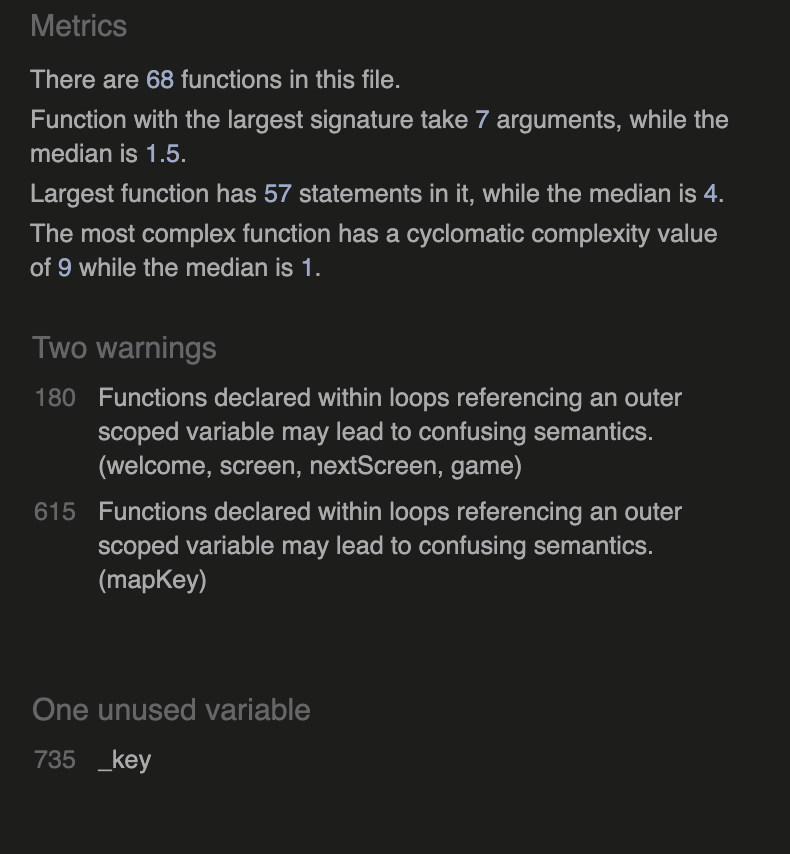 Metrics
There are 68 functions in this file.
Function with the largest signature take 7 arguments, while the
median is 1.5.
Largest function has 57 statements in it, while the median is 4.
The most complex function has a cyclomatic complexity value
of 9 while the median is 1.
Two warnings
180 Functions declared within loops referencing an outer
scoped variable may lead to confusing semantics.
(welcome, screen, nextScreen, game)
615 Functions declared within loops referencing an outer
scoped variable may lead to confusing semantics.
(mapKey)
One unused variable
735 _key